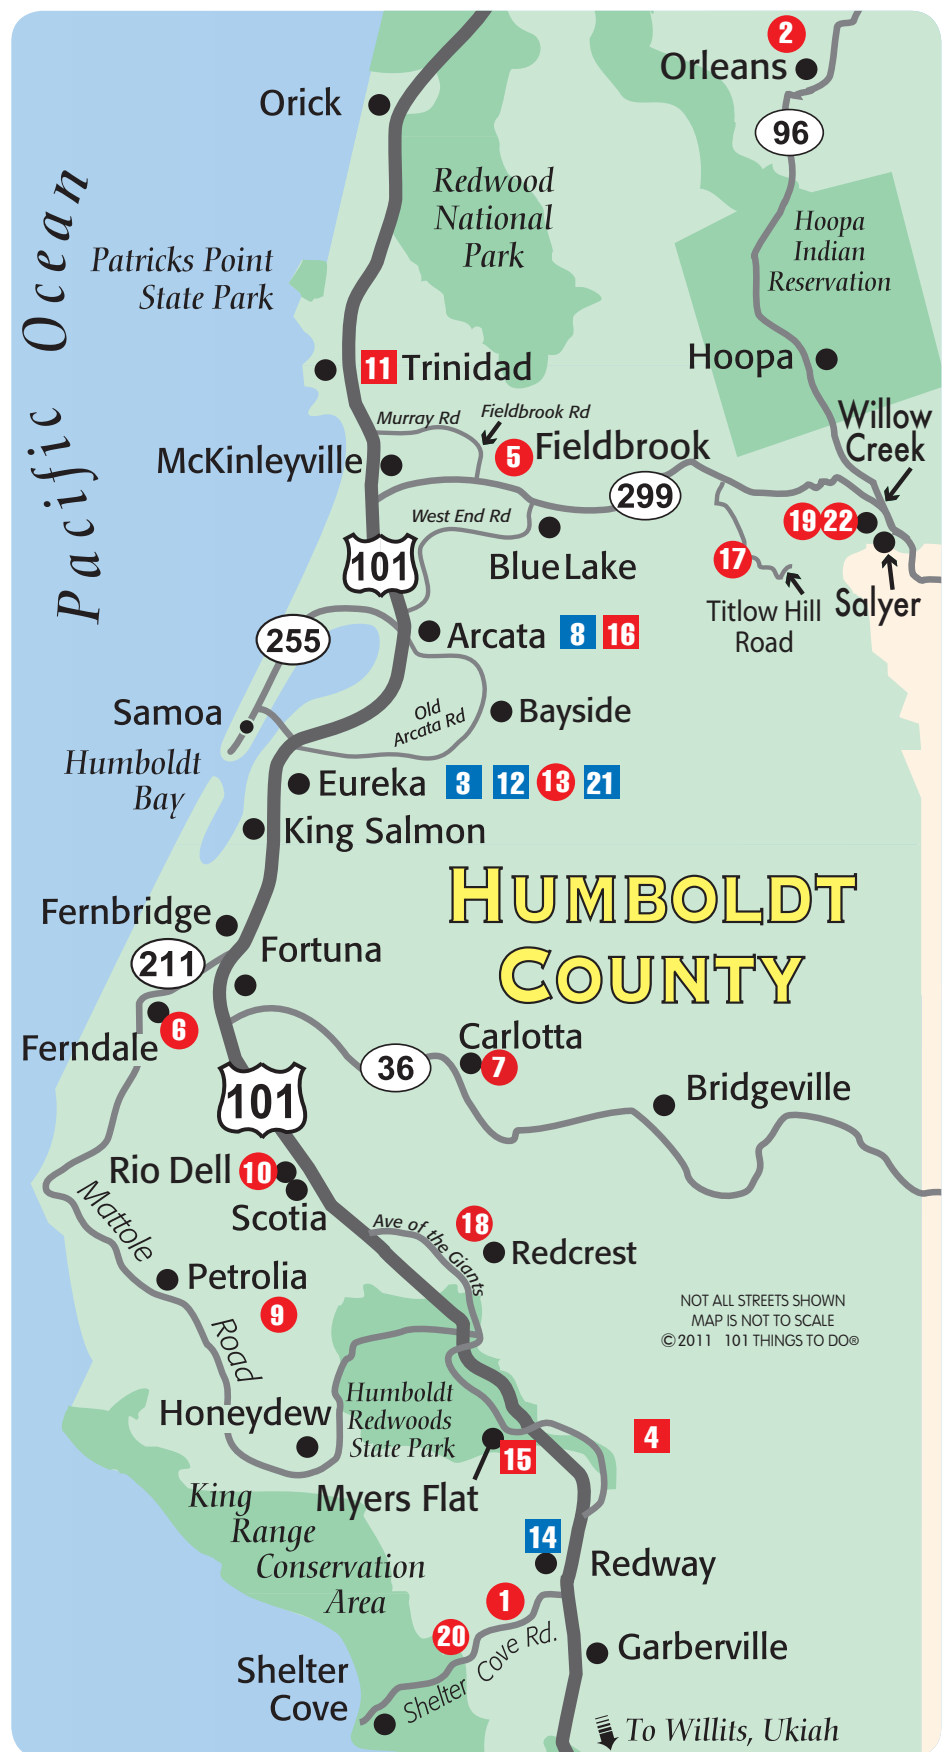 2
Orleans
Orick
96
Redwood
National
Park
Hoopa
Indian
Reservation
Patricks Point
State Park
Pacific Ocean
Hoopa
11 Trinidad
Willow
Creek
Murray Rd
Fieldbrook Rd
5 Fieldbrook
McKinleyville
299
West End Rd
19 22
Blue Lake
17
101
Titlow Hill
Road
Salyer
255
Arcata 8 16
Samoa
Old
Arcata Rd
Bayside
Humboldt
Bay
Eureka 3 12 13 21
King Salmon
HUMBOLDT
COUNTY
Fernbridge
Fortuna
211
6
Ferndale
Carlotta
36
7
Bridgeville
101
Rio Dell 10
Scotia
Mattole
Road
Ave of the Giants
18
Redcrest
Petrolia
9
NOT ALL STREETS SHOWN
MAP IS NOT TO SCALE
©2011 101 THINGS TO DO®
Honeydew
Humboldt
Redwoods
State Park
4
15
Myers Flat
King
Range
Conservation
Area
14
Redway
1
20
Shelter Cove Rd.
Garberville
Shelter
Cove
To Willits, Ukiah